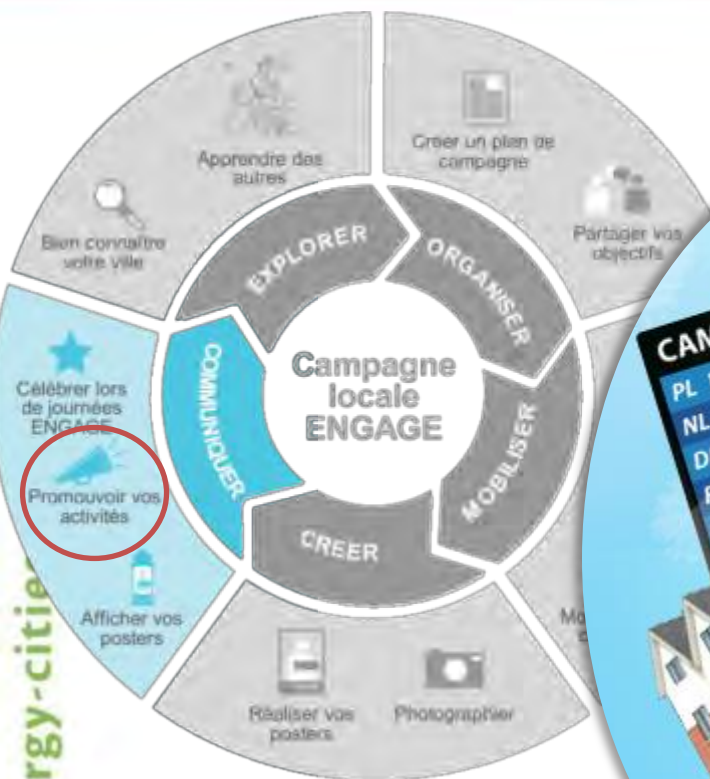 Apprendre des
autres
Bien connaître
votre ville
Créer un plan de
campagne
Partager vos
objectifs
EXPLORER
ORGANISER
MOBILISER
CREER
COMMUNIQUER
Campagne
locale
ENGAGE
Célébrer lors
de journées
ENGAGE
Promouvoir vos
activités
Afficher vos
posters
Réaliser vos
posters
Photographier
CAM
PL
NL
rgy-cities